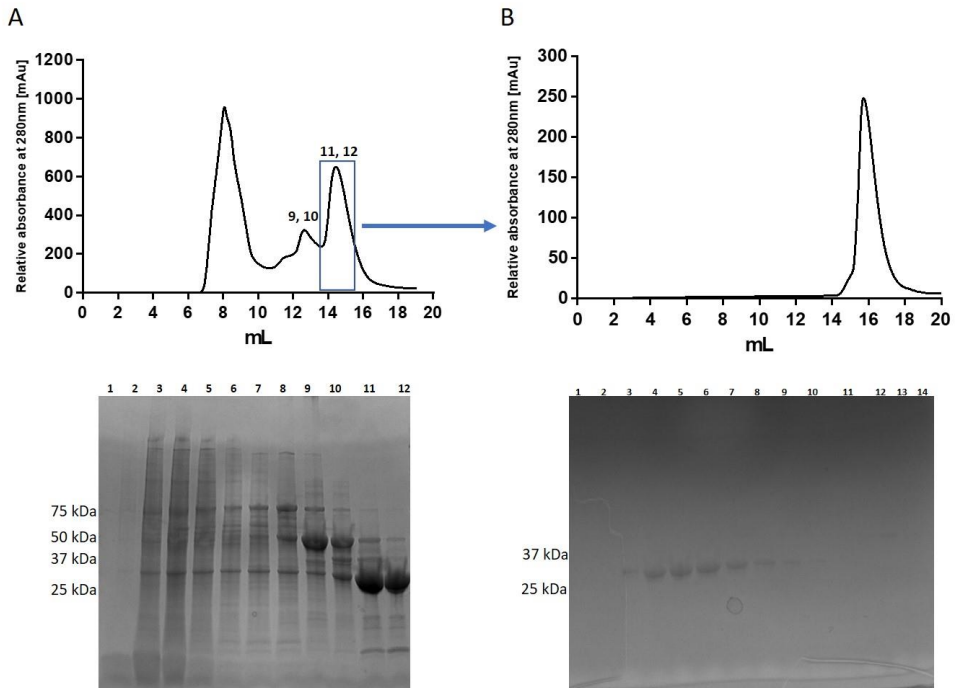 A
Relative absorbance at 280nm [mAu]
1200
1000
800
600
400
200
0
0 2 4 6 8 10 12 14 16 18 20
mL
9, 10
11, 12
B
Relative absorbance at 280nm [mAu]
300
250
200
150
100
50
0
0 2 4 6 8 10 12 14 16 18 20
mL
1 2 3 4 5 6 7 8 9 10 11 12
75 kDa
50 kDa
37 kDa
25 kDa
1 2 3 4 5 6 7 8 9 10 11 12 13 14
37 kDa
25 kDa